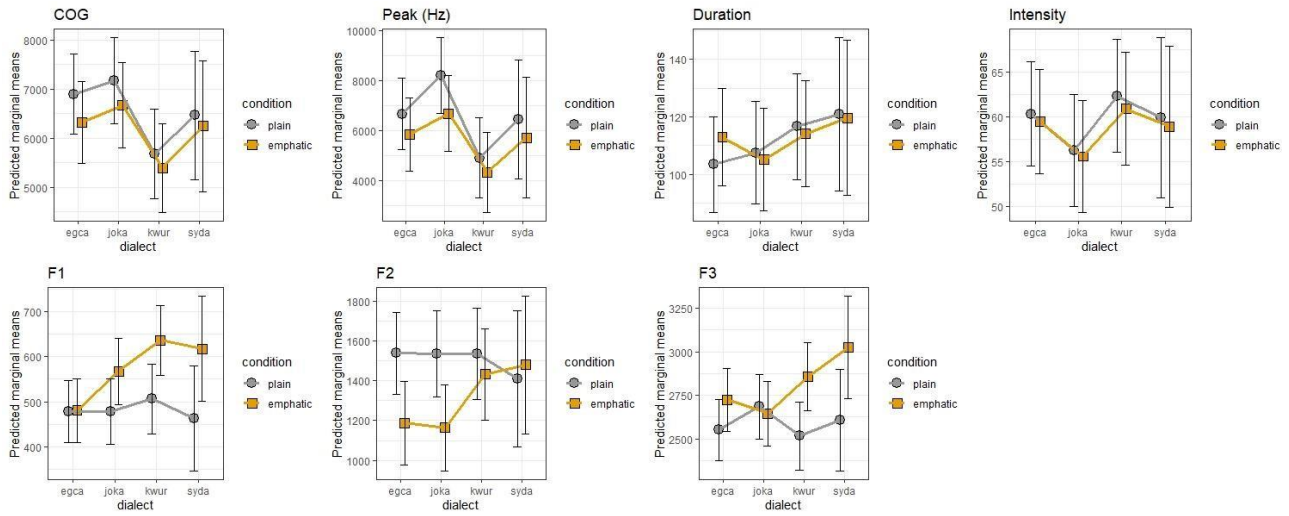 COG
Predicted marginal means
8000
7000
6000
5000
egca joka kwur syda
dialect
condition
plain
emphatic
Peak (Hz)
Predicted marginal means
10000
8000
6000
4000
egca joka kwur syda
dialect
condition
plain
emphatic
Duration
Predicted marginal means
140
120
100
egca joka kwur syda
dialect
condition
plain
emphatic
Intensity
Predicted marginal means
65
60
55
50
egca joka kwur syda
dialect
condition
plain
emphatic
F1
Predicted marginal means
700
600
500
400
egca joka kwur syda
dialect
condition
plain
emphatic
F2
Predicted marginal means
1800
1600
1400
1200
1000
egca joka kwur syda
dialect
condition
plain
emphatic
F3
Predicted marginal means
3250
3000
2750
2500
egca joka kwur syda
dialect
condition
plain
emphatic